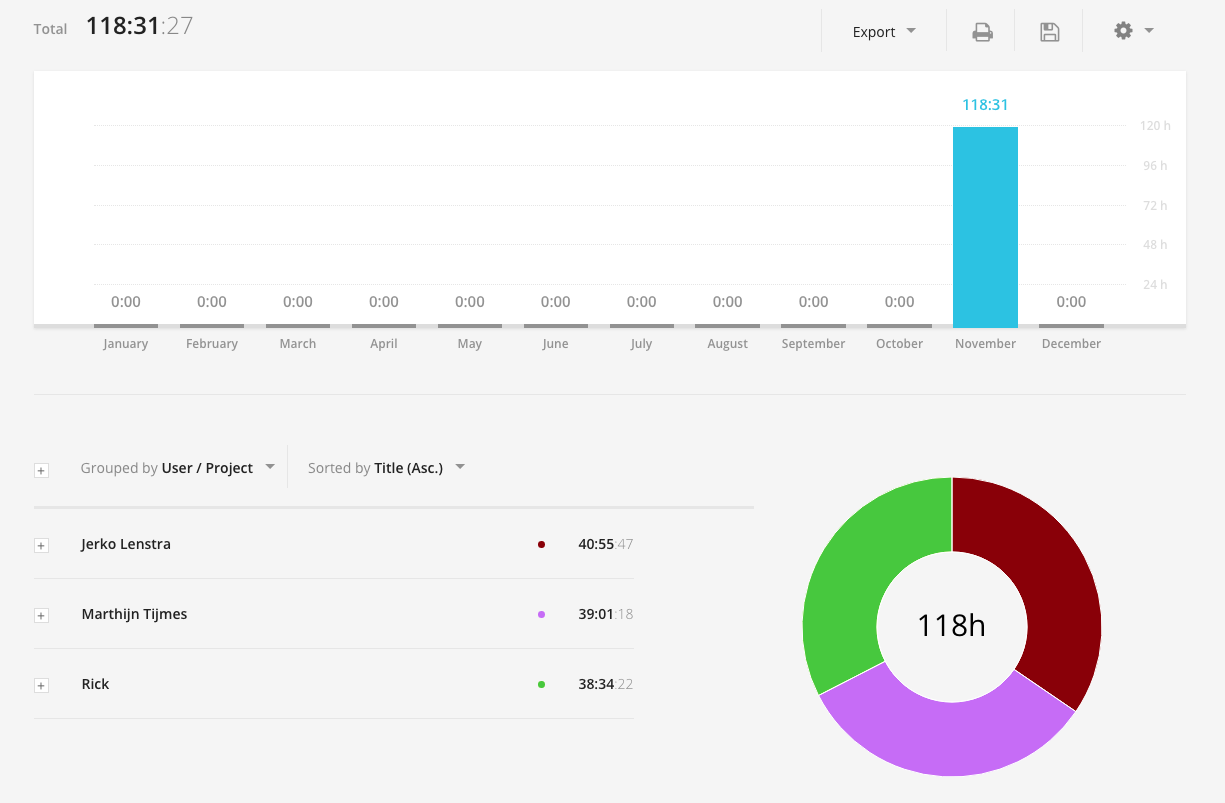 Total 118:31:27 Export
118:31
120 h
96 h
72 h
48 h
24 h
0:00 0:00 0:00 0:00 0:00 0:00 0:00 0:00 0:00 0:00 0:00
January February March April May June July August September October November December
Grouped by User / Project Sorted by Title (Asc.)
Jerko Lenstra 40:55:47
Marthijn Tijmes 39:01:18
Rick 38:34:22
118h